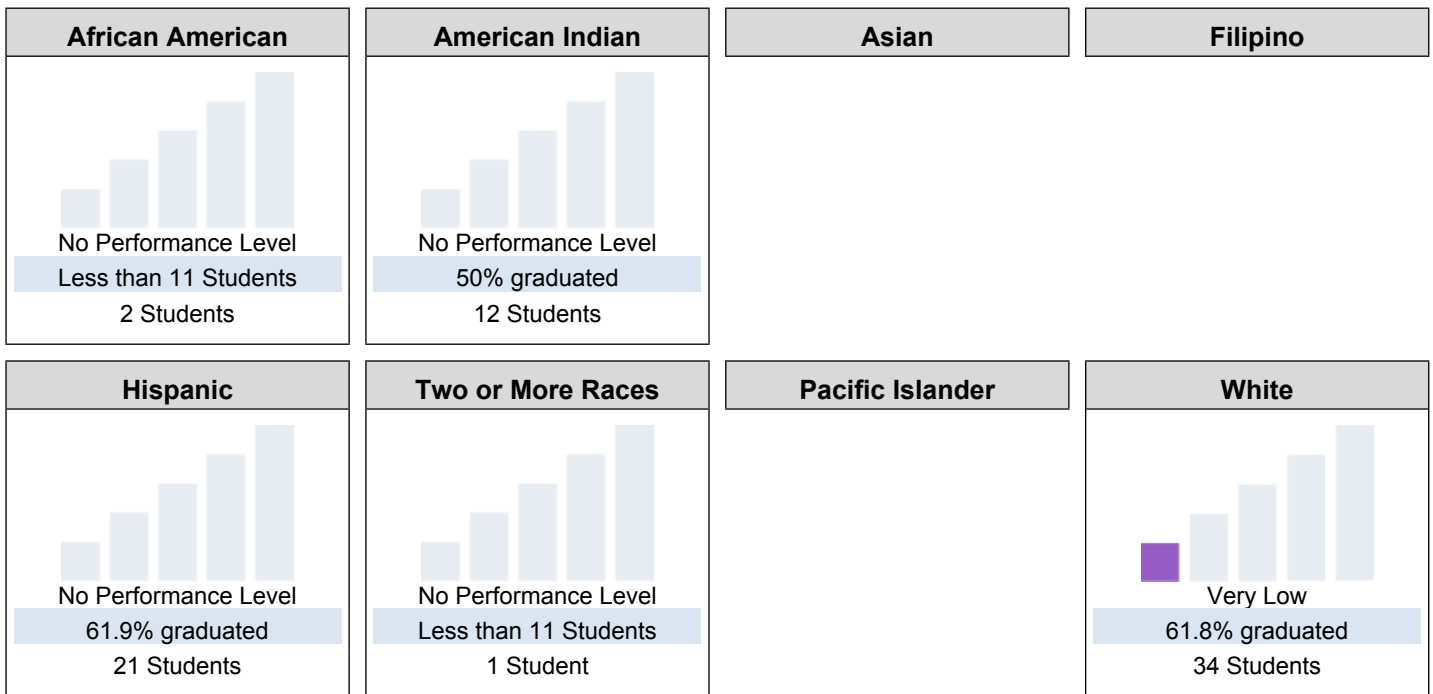 African American
No Performance Level
Less than 11 Students
2 Students
American Indian
No Performance Level
50% graduated
12 Students
Asian
Filipino
Hispanic
No Performance Level
61.9% graduated
21 Students
Two or More Races
No Performance Level
Less than 11 Students
1 Student
Pacific Islander
White
Very Low
61.8% graduated
34 Students